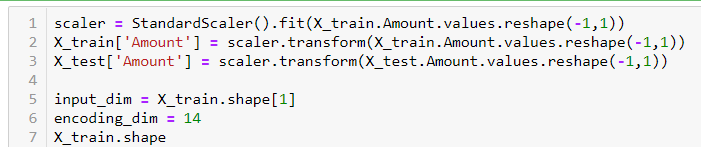 1 scaler = StandardScaler().fit(X_train.Amount.values.reshape(-1,1))
2 X_train['Amount'] = scaler.transform(X_train.Amount.values.reshape(-1,1))
3 X_test['Amount'] = scaler.transform(X_test.Amount.values.reshape(-1,1))
4
5 input_dim = X_train.shape[1]
6 encoding_dim = 14
7 X_train.shape